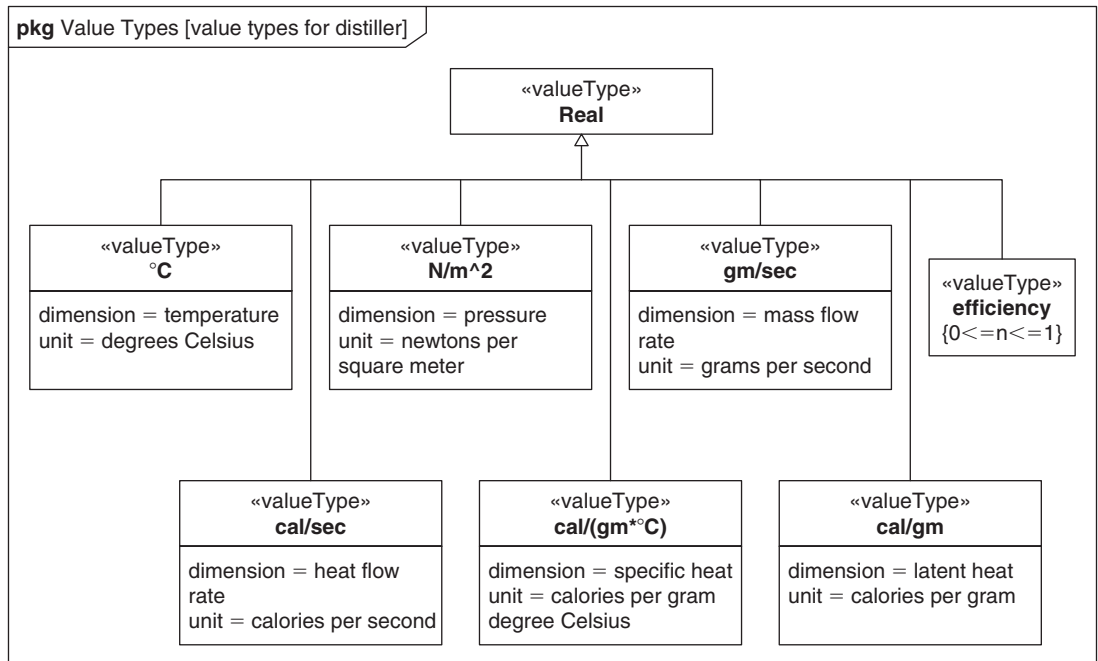 pkg Value Types [value types for distiller]
«valueType»
Real
«valueType»
°C
dimension = temperature
unit = degrees Celsius
«valueType»
N/m^2
dimension = pressure
unit = newtons per
square meter
«valueType»
gm/sec
dimension = mass flow
rate
unit = grams per second
«valueType»
efficiency
{0<=n<=1}
«valueType»
cal/sec
dimension = heat flow
rate
unit = calories per second
«valueType»
cal/(gm*°C)
dimension = specific heat
unit = calories per gram
degree Celsius
«valueType»
cal/gm
dimension = latent heat
unit = calories per gram